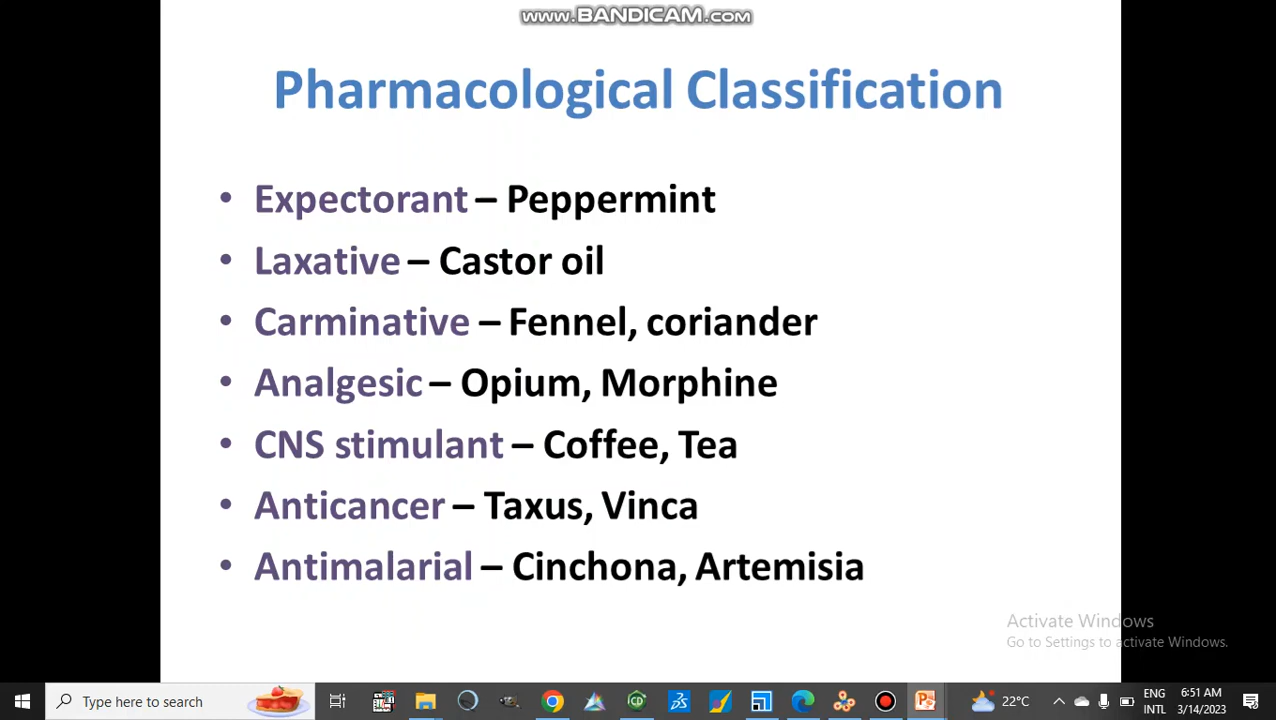 www.BANDICAM.com
Pharmacological Classification
• Expectorant – Peppermint
• Laxative – Castor oil
• Carminative – Fennel, coriander
• Analgesic – Opium, Morphine
• CNS stimulant – Coffee, Tea
• Anticancer – Taxus, Vinca
• Antimalarial – Cinchona, Artemisia
Activate Windows
Go to Settings to activate Windows.
Type here to search
22°C
ENG
INTL
6:51 AM
3/14/2023